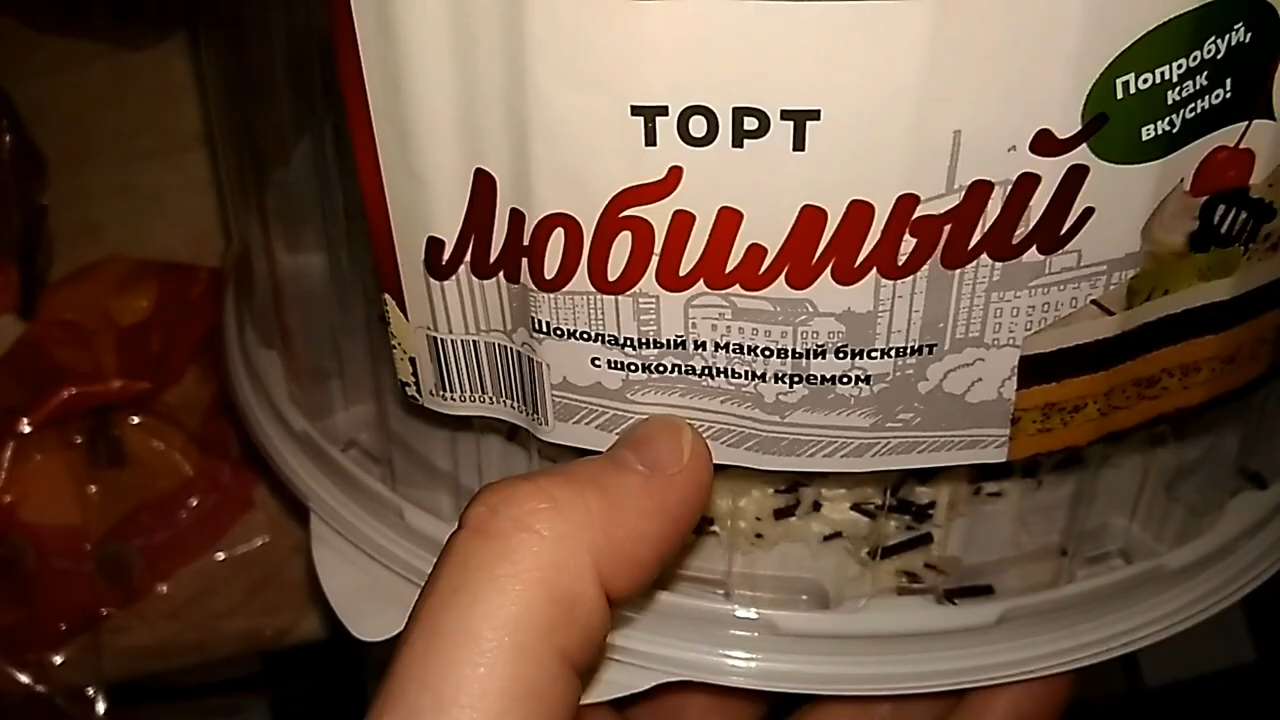 Попробуй,
как
вкусно!
ТОРТ
Любимый
Шоколадный и маковый бисквит
с шоколадным кремом